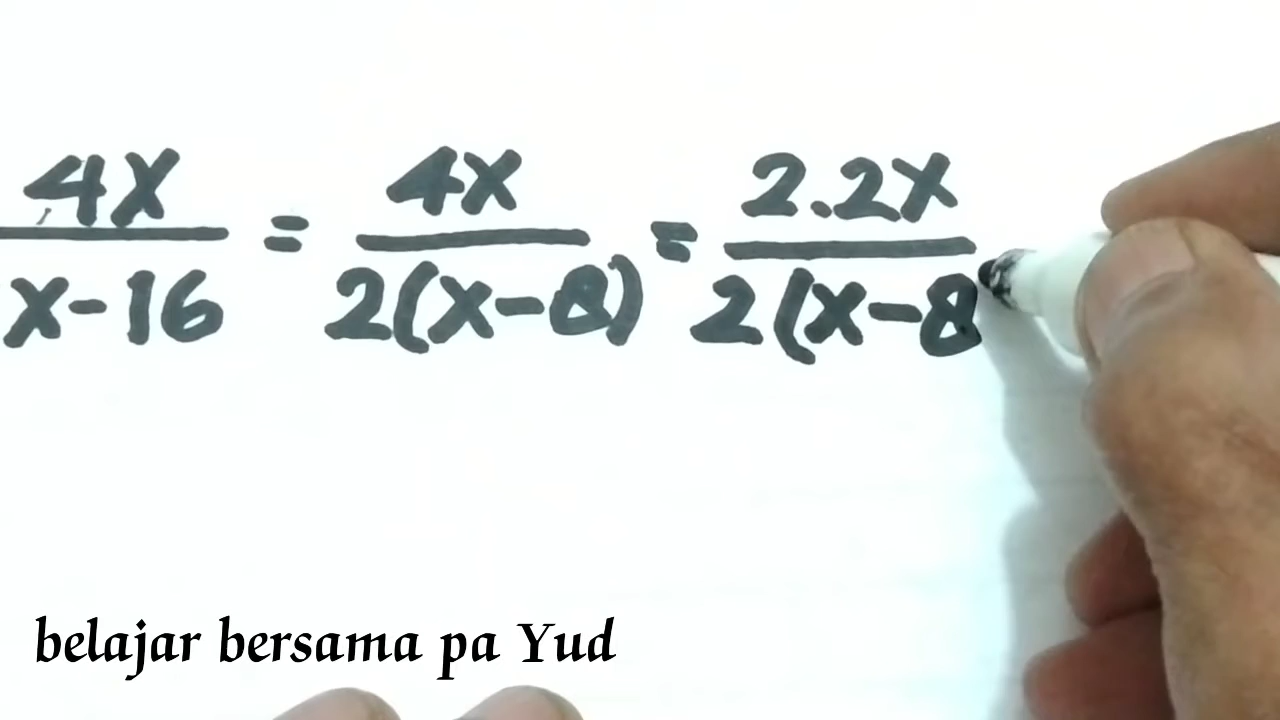 4x / x-16 = 4x / 2(x-8) = 2.2x / 2(x-8
belajar bersama pa Yud